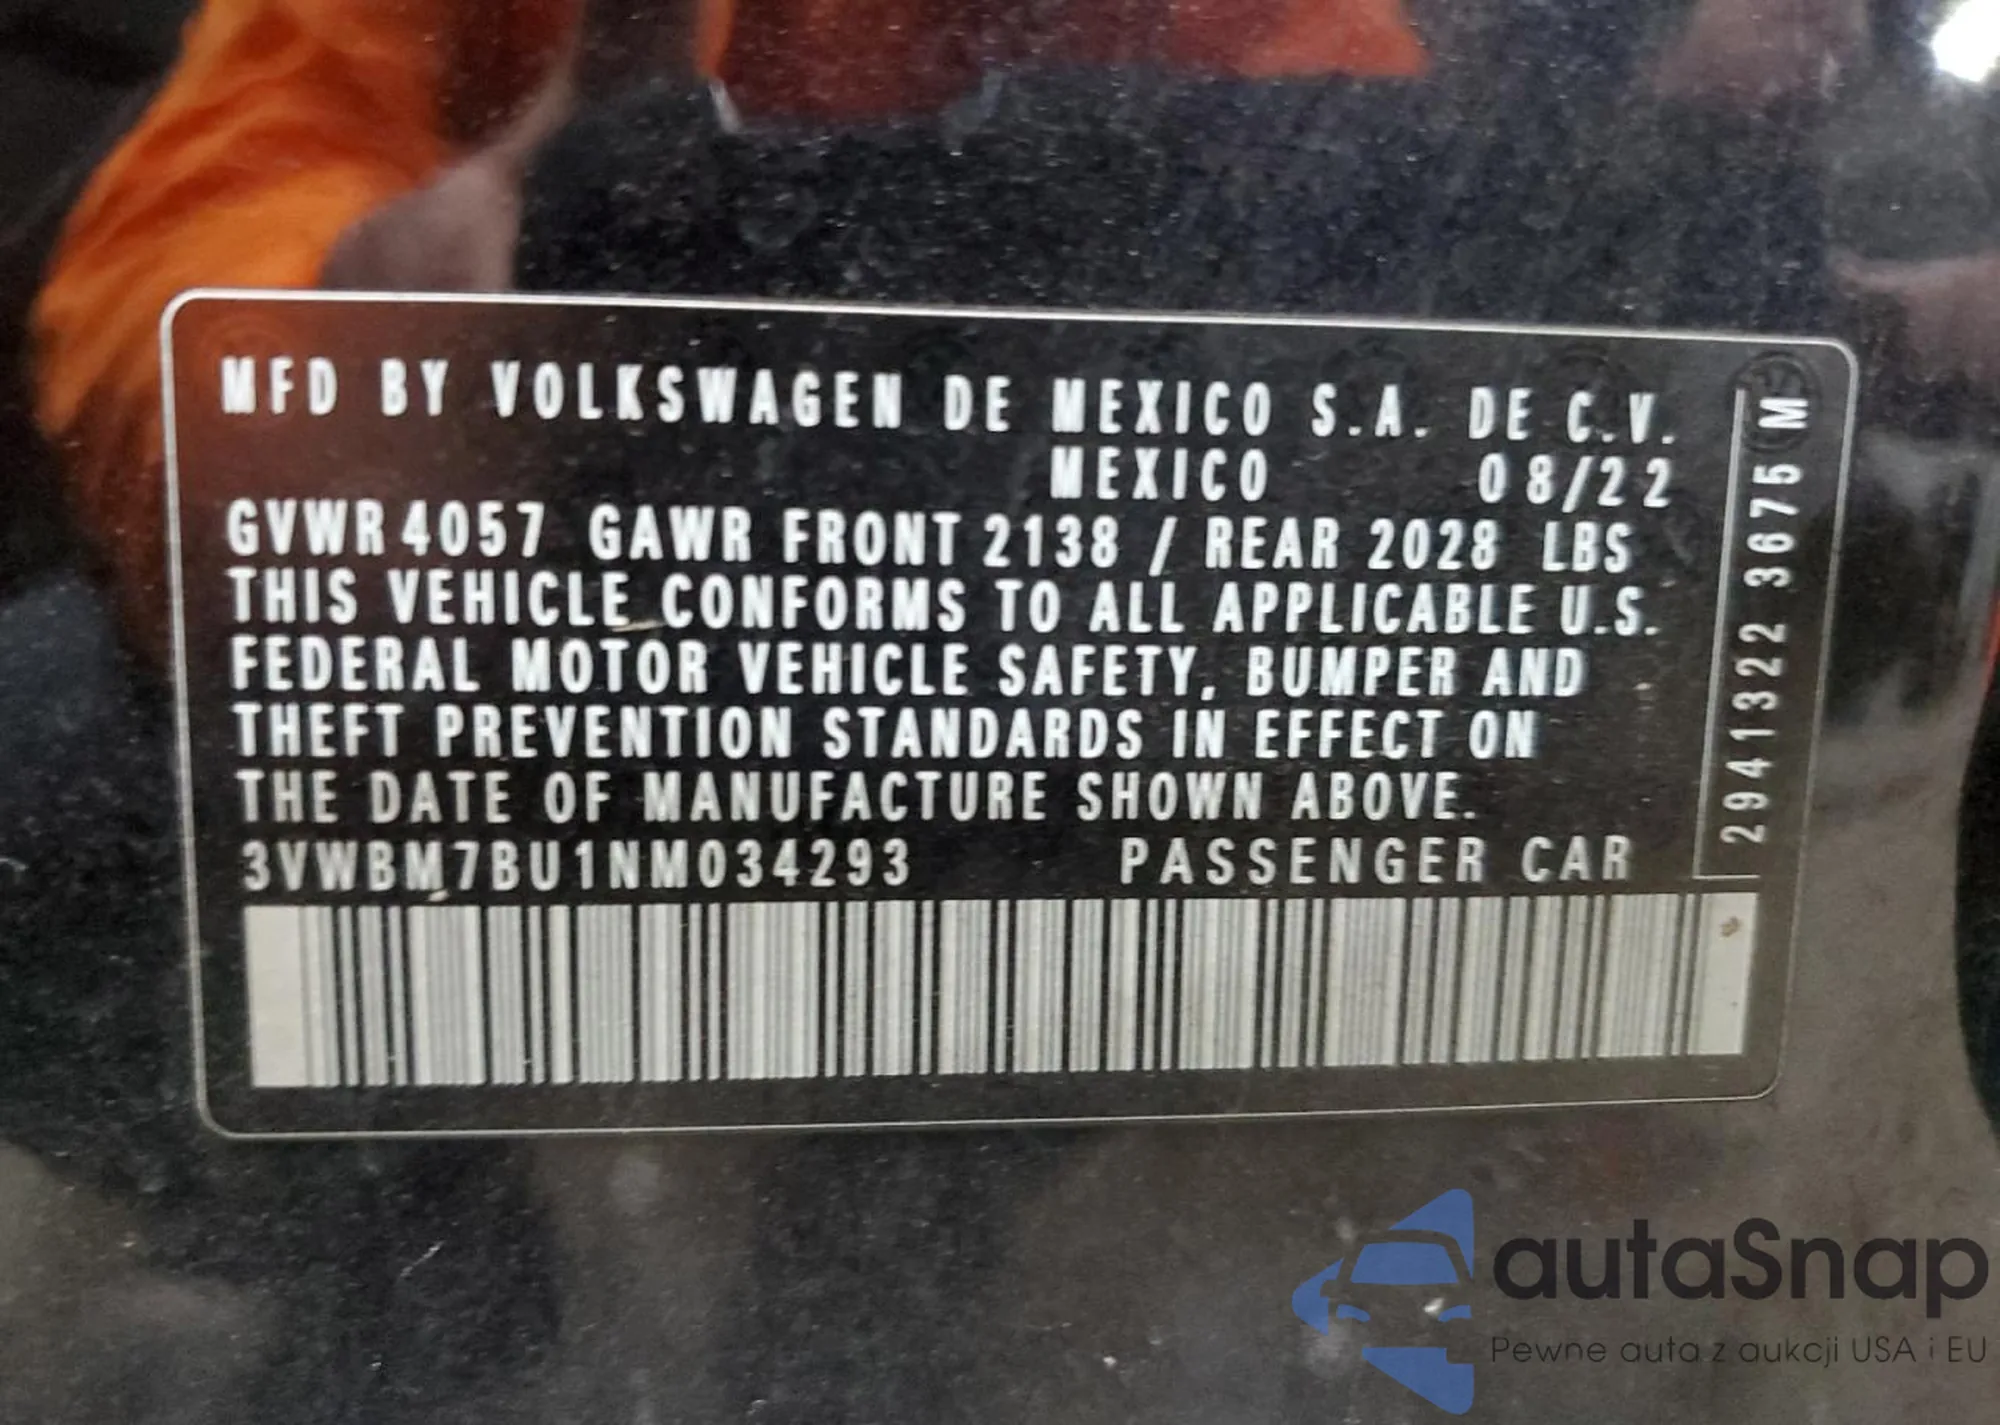 MFD BY VOLKSWAGEN DE MEXICO S.A. DE C.V.
MEXICO 08/22
GVWR 4057 GAWR FRONT 2138 / REAR 2028 LBS
THIS VEHICLE CONFORMS TO ALL APPLICABLE U.S.
FEDERAL MOTOR VEHICLE SAFETY, BUMPER AND
THEFT PREVENTION STANDARDS IN EFFECT ON
THE DATE OF MANUFACTURE SHOWN ABOVE.
3VWBM7BU1NM034293 PASSENGER CAR
2941322 3675 M
autaSnap
Pewne auta z aukcji USA i EU